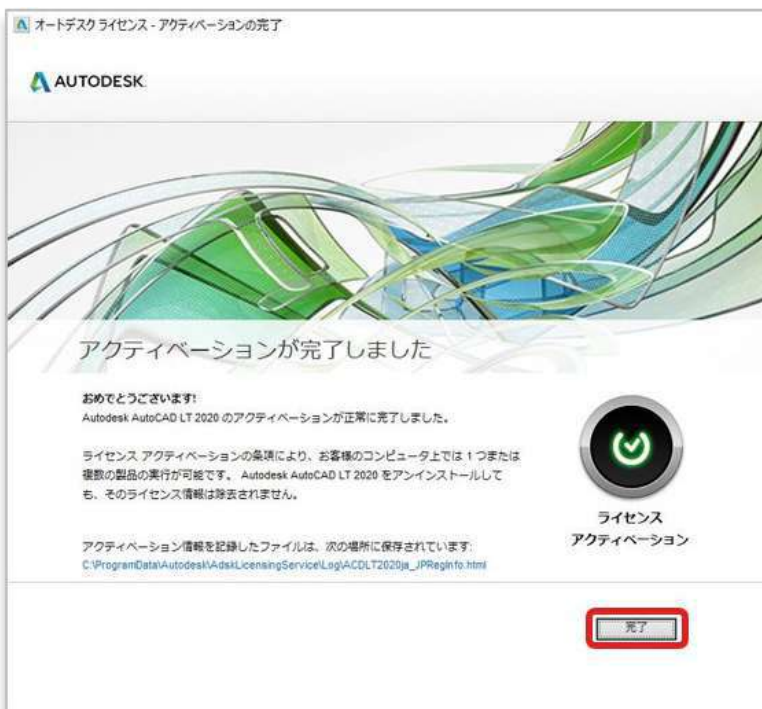 オートデスク ライセンス - アクティベーションの完了
AUTODESK.
アクティベーションが完了しました
おめでとうございます!
Autodesk AutoCAD LT 2020 のアクティベーションが正常に完了しました。
ライセンス アクティベーションの条項により、お客様のコンピュータ上では 1 つまたは
複数の製品の実行が可能です。 Autodesk AutoCAD LT 2020 をアンインストールして
も、そのライセンス情報は除去されません。
ライセンス
アクティベーション
アクティベーション情報を記録したファイルは、次の場所に保存されています:
C:\ProgramData\Autodesk\AdskLicensingService\Log\ACDLT2020ja_JPRegInfo.html
完了